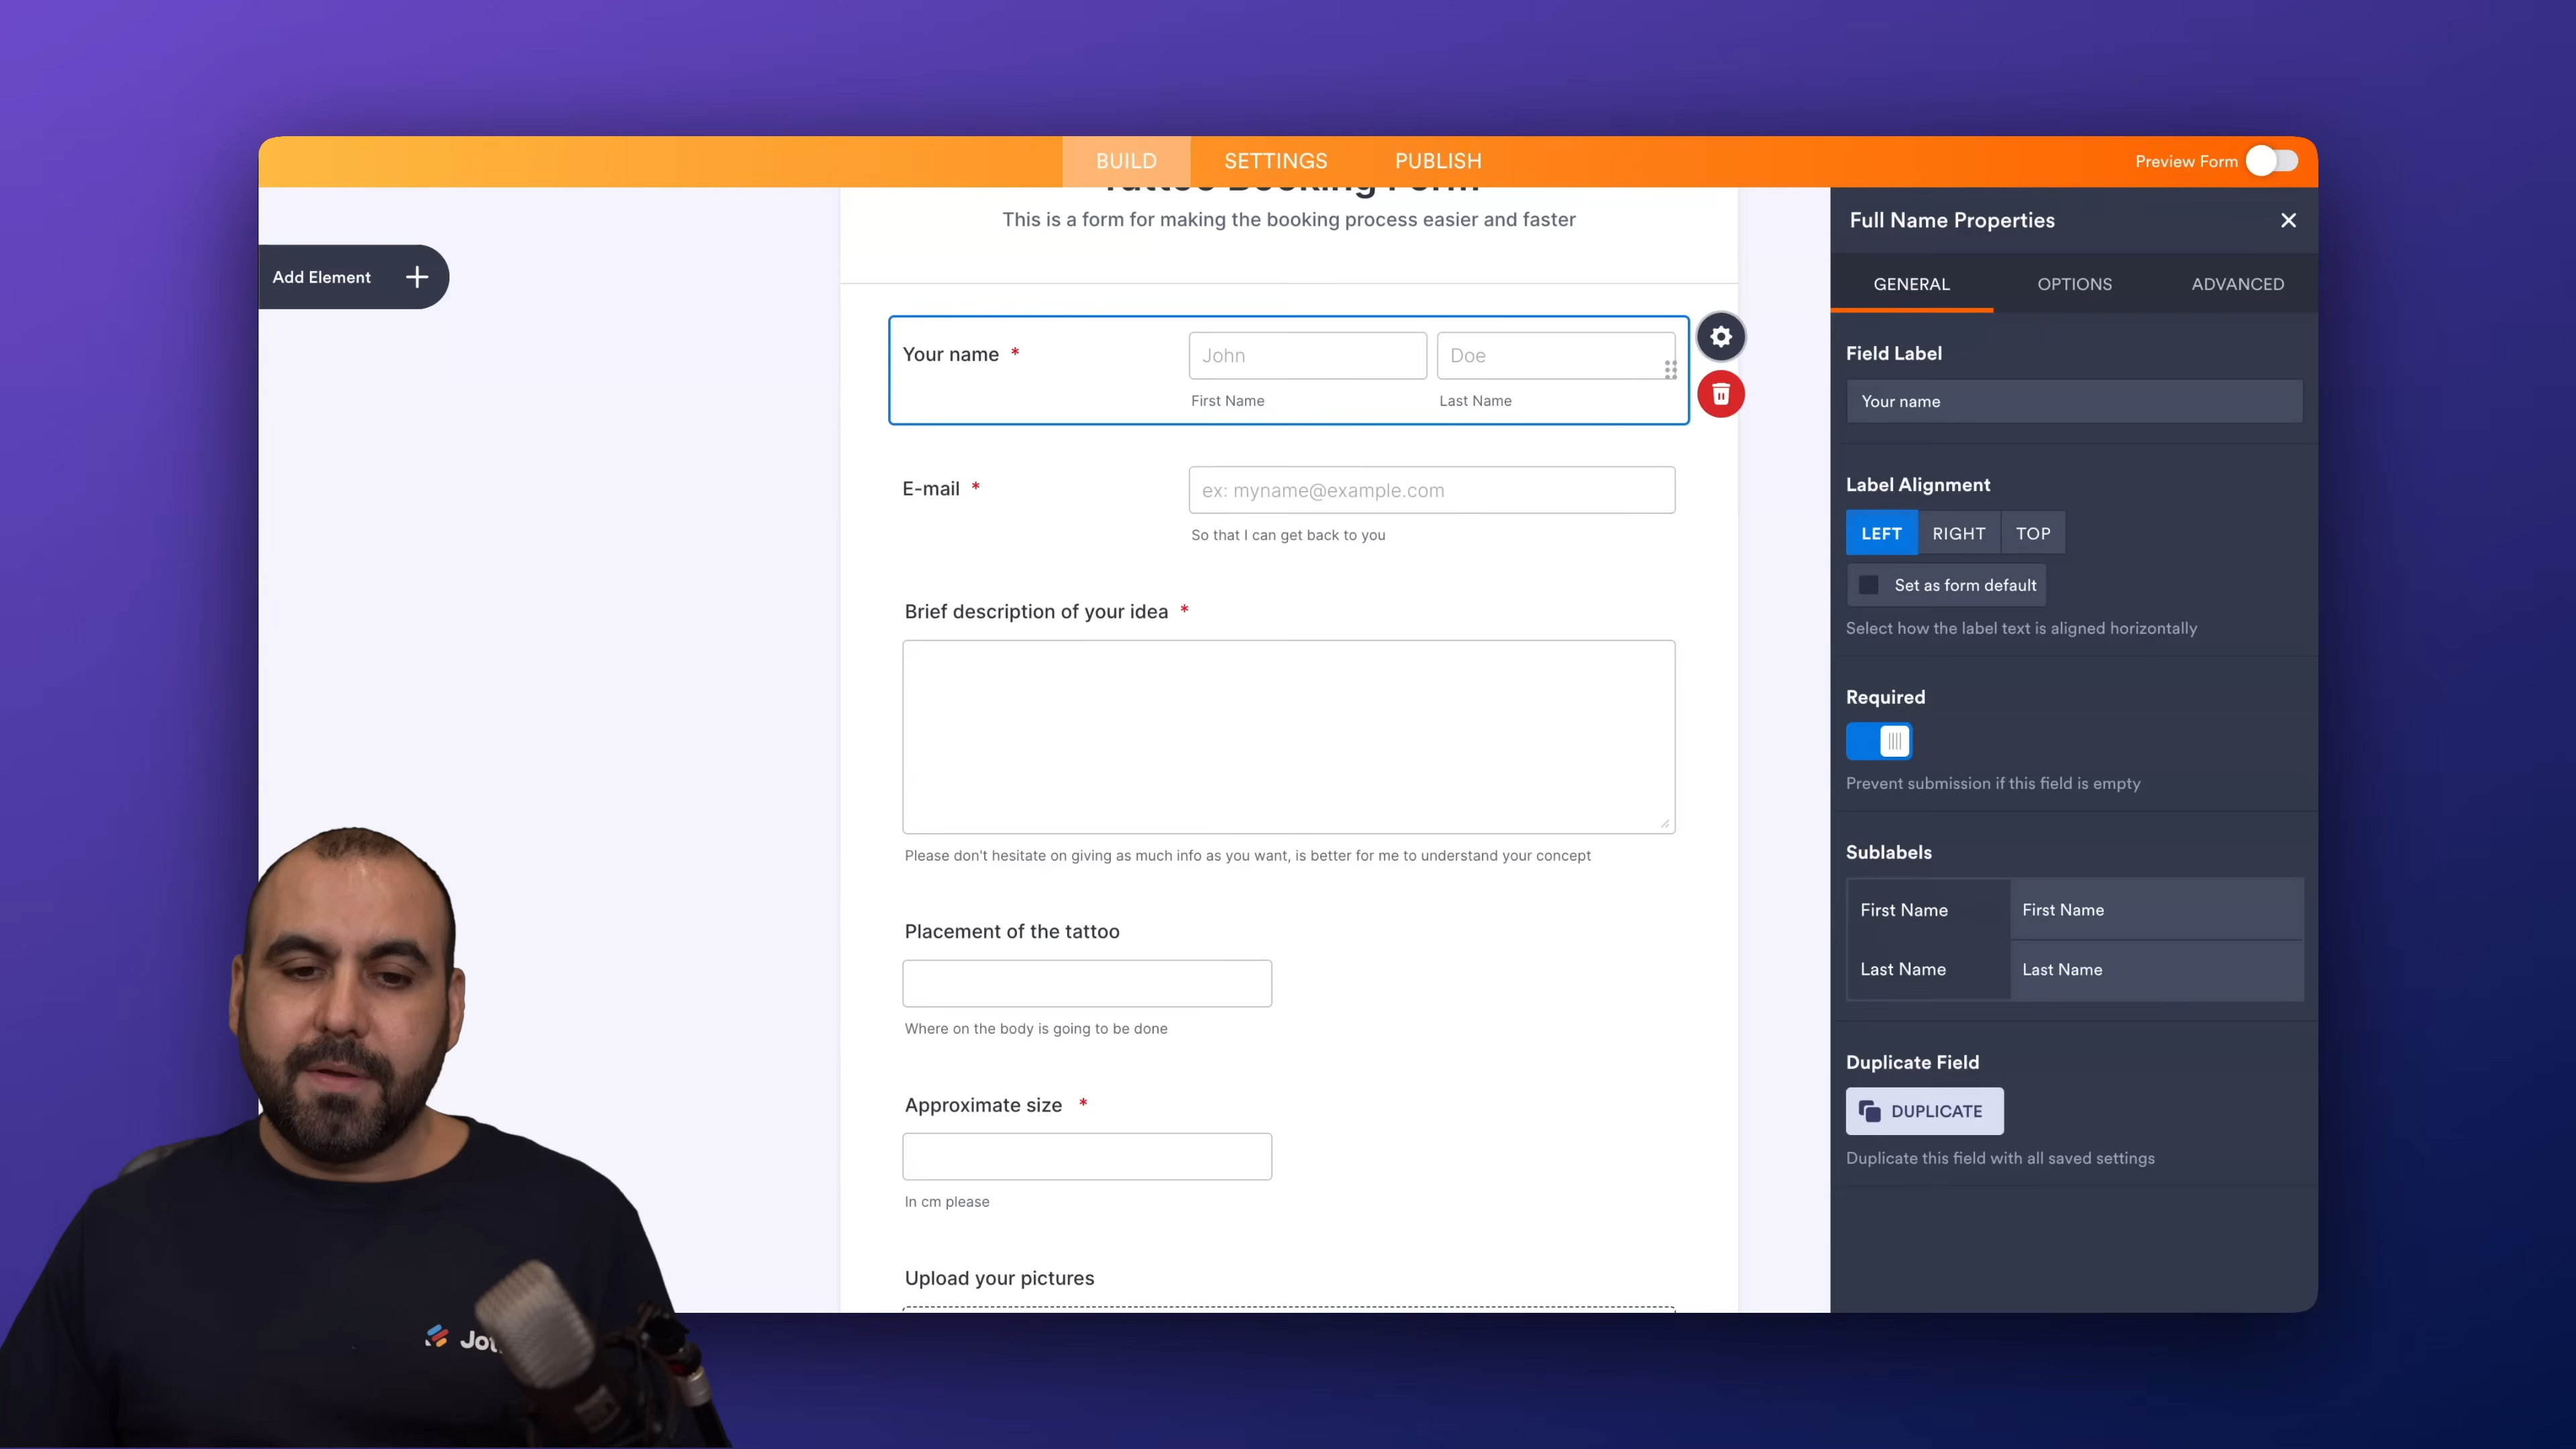 BUILD
SETTINGS
PUBLISH
Preview Form
Tattoo Booking Form
This is a form for making the booking process easier and faster
Add Element
Your name *
John
Doe
First Name
Last Name
E-mail *
ex: myname@example.com
So that I can get back to you
Brief description of your idea *
Please don't hesitate on giving as much info as you want, is better for me to understand your concept
Placement of the tattoo
Where on the body is going to be done
Approximate size *
In cm please
Upload your pictures
Full Name Properties
GENERAL
OPTIONS
ADVANCED
Field Label
Your name
Label Alignment
LEFT
RIGHT
TOP
Set as form default
Select how the label text is aligned horizontally
Required
Prevent submission if this field is empty
Sublabels
First Name
First Name
Last Name
Last Name
Duplicate Field
DUPLICATE
Duplicate this field with all saved settings